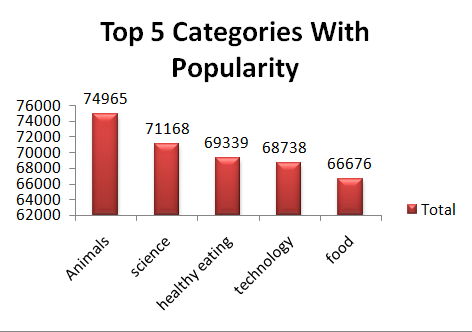 Top 5 Categories With
Popularity
76000
74000
72000
70000
68000
66000
64000
62000
74965
71168
69339
68738
66676
Animals
science
healthy eating
technology
food
Total